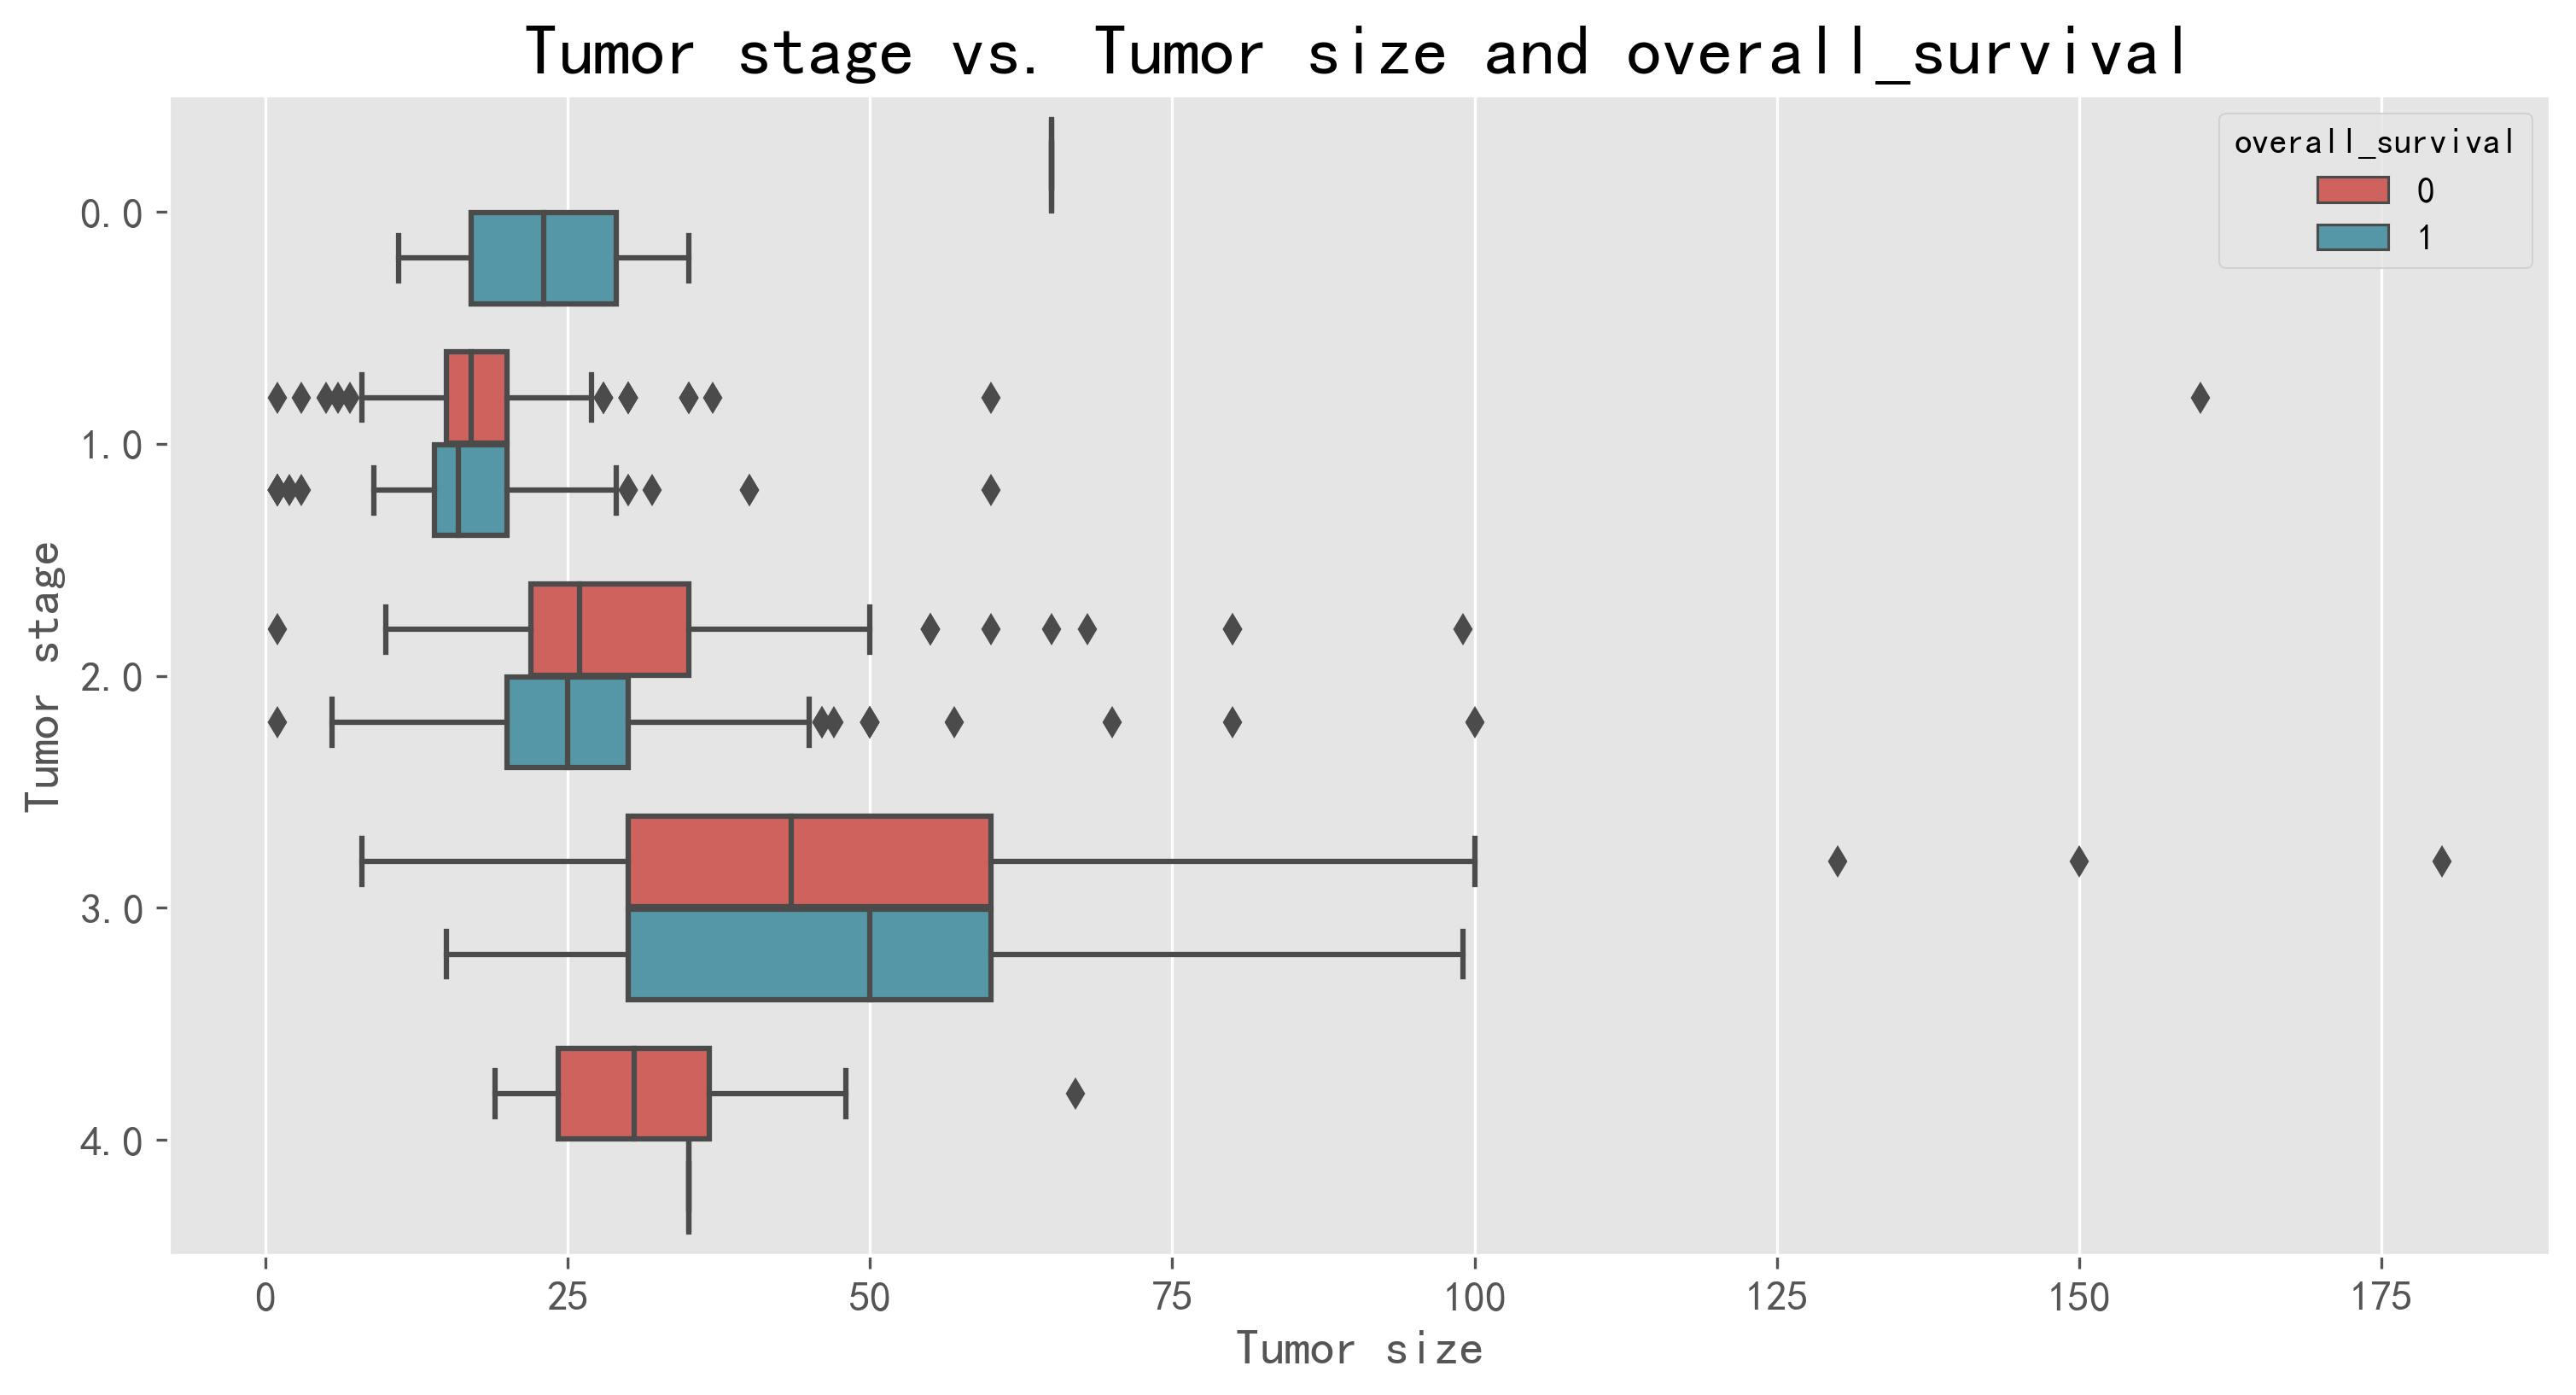 Tumor stage vs. Tumor size and overall_survival
overall_survival
0
1
Tumor stage
0.0
1.0
2.0
3.0
4.0
0 25 50 75 100 125 150 175
Tumor size